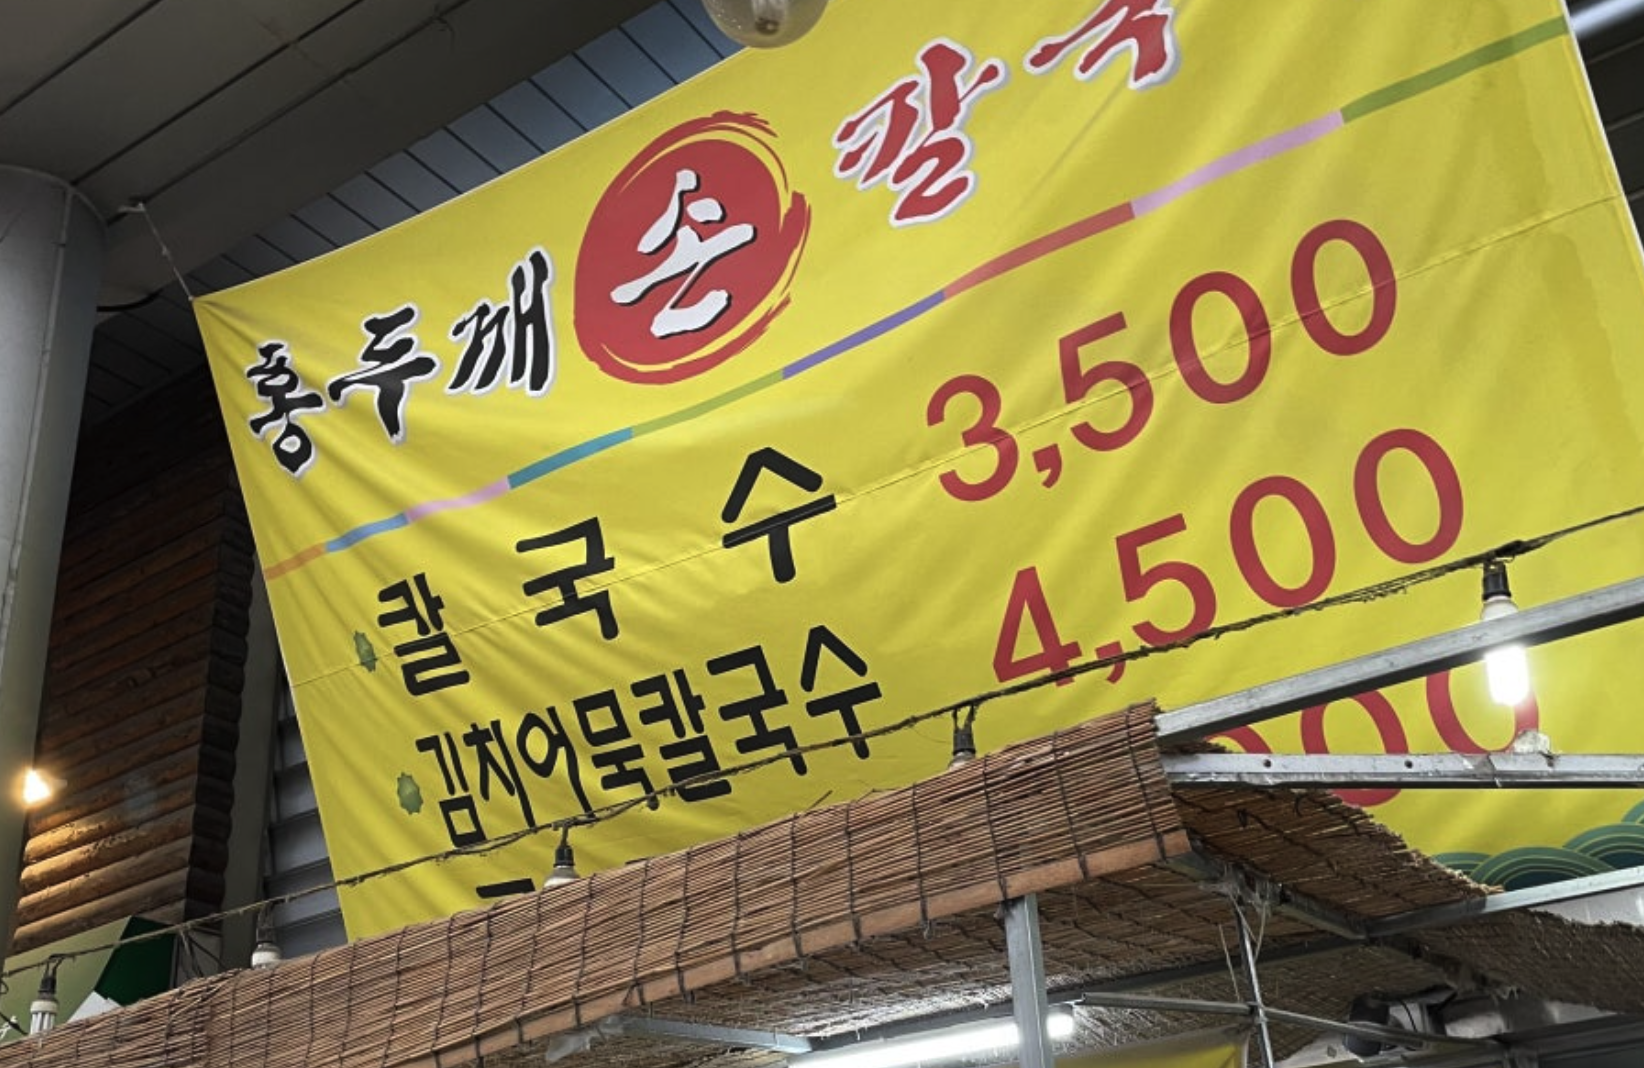 홍두깨 손 칼국
칼국수 3,500
김치어묵칼국수 4,500